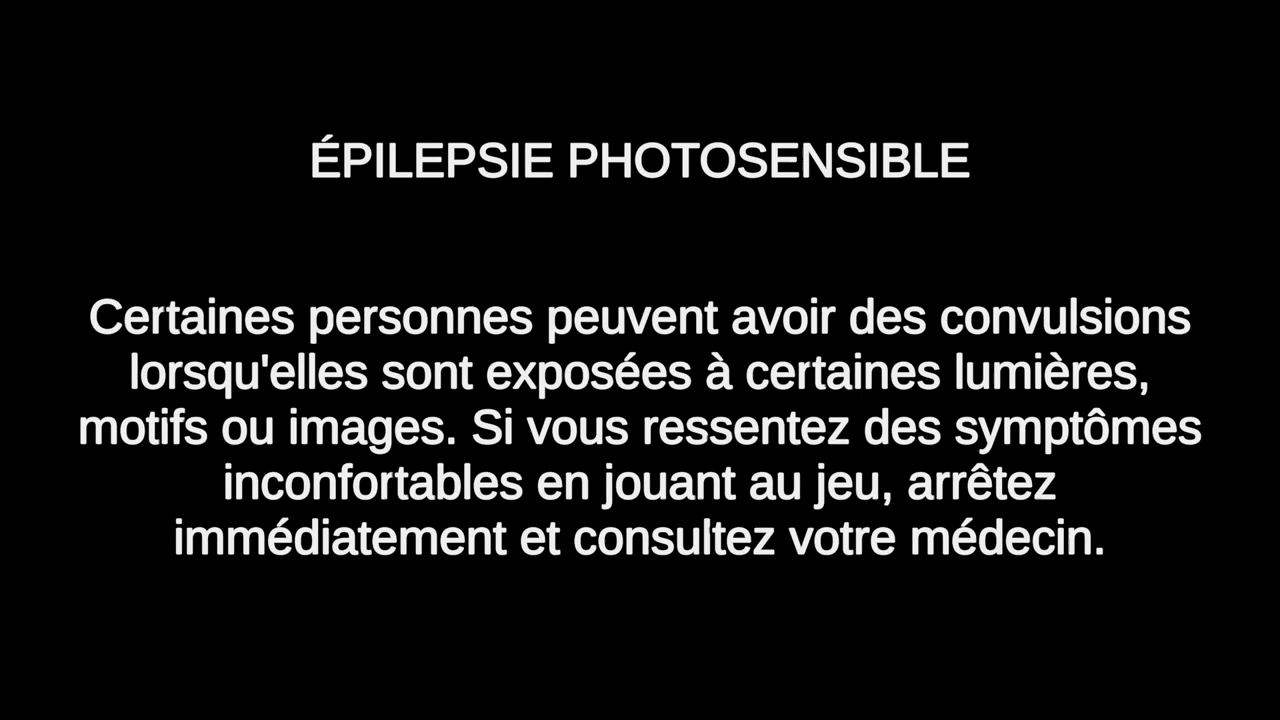 ÉPILEPSIE PHOTOSENSIBLE
Certaines personnes peuvent avoir des convulsions
lorsqu'elles sont exposées à certaines lumières,
motifs ou images. Si vous ressentez des symptômes
inconfortables en jouant au jeu, arrêtez
immédiatement et consultez votre médecin.